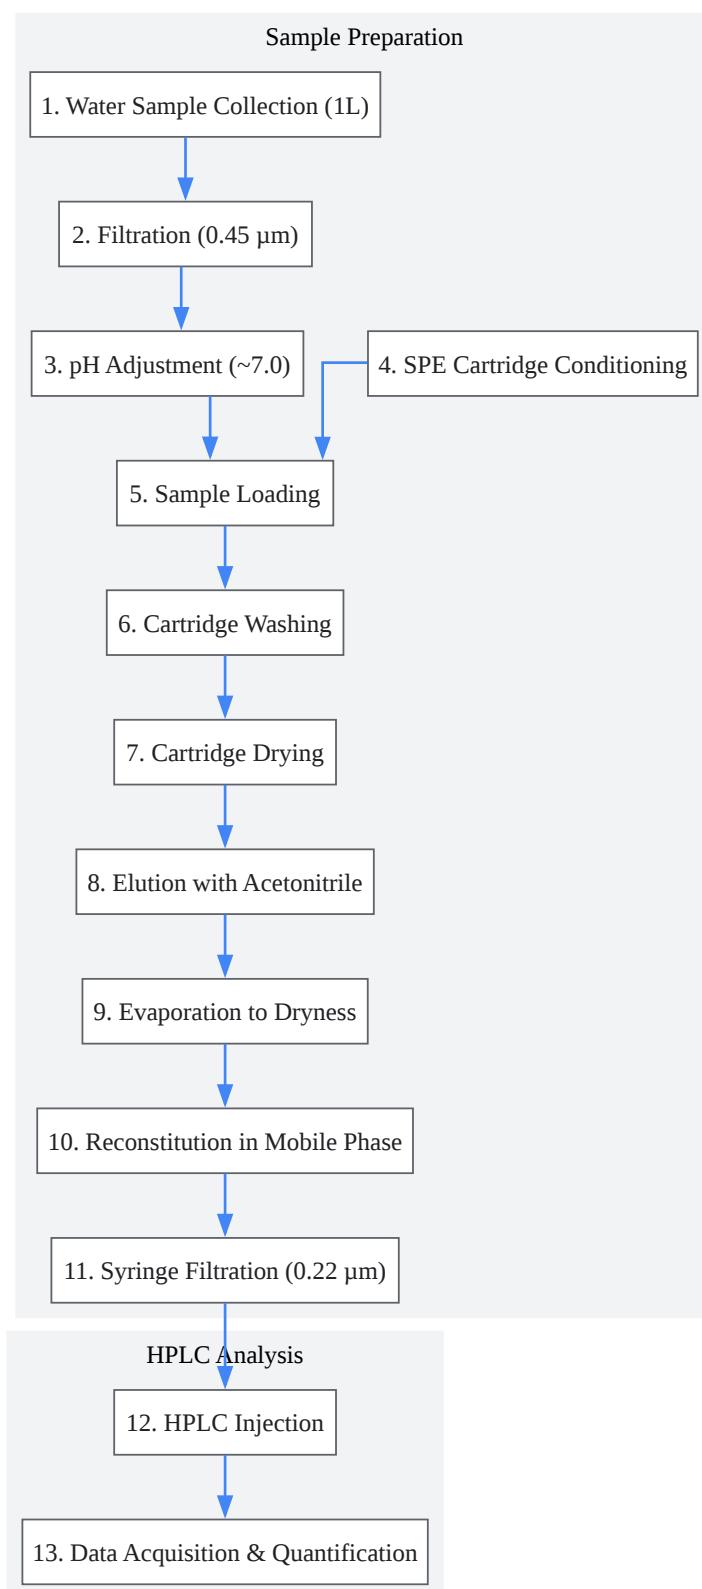 Sample Preparation
1. Water Sample Collection (1L)
2. Filtration (0.45 µm)
3. pH Adjustment (~7.0)
4. SPE Cartridge Conditioning
5. Sample Loading
6. Cartridge Washing
7. Cartridge Drying
8. Elution with Acetonitrile
9. Evaporation to Dryness
10. Reconstitution in Mobile Phase
11. Syringe Filtration (0.22 µm)
HPLC Analysis
12. HPLC Injection
13. Data Acquisition & Quantification